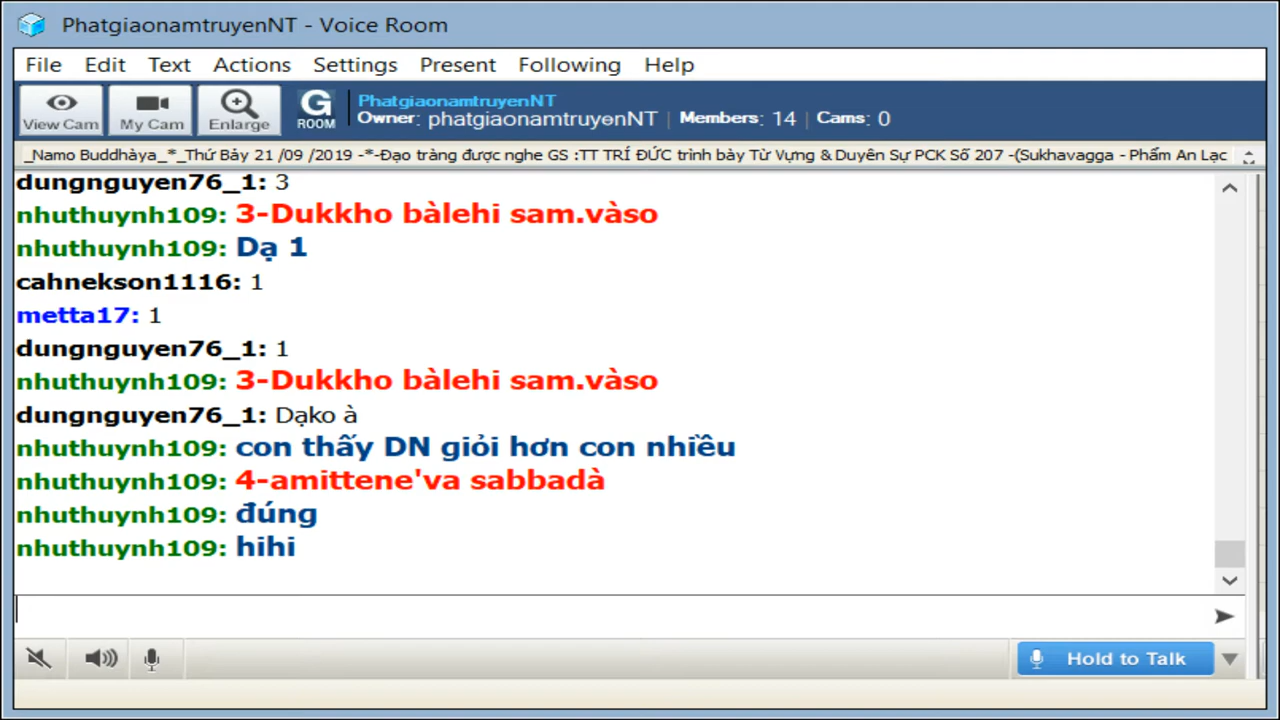 PhatgiaonamtruyenNT - Voice Room
File Edit Text Actions Settings Present Following Help
View Cam My Cam Enlarge G ROOM
PhatgiaonamtruyenNT
Owner: phatgiaonamtruyenNT | Members: 14 | Cams: 0
_Namo Buddhàya_*_Thứ Bảy 21 /09 /2019 -*-Đạo tràng được nghe GS :TT TRÍ ĐỨC trình bày Từ Vựng & Duyên Sự PCK Số 207 -(Sukhavagga - Phẩm An Lạc
dungnguyen76_1: 3
nhuthuynh109: 3-Dukkho bàlehi sam.vàso
nhuthuynh109: Dạ 1
cahnekson1116: 1
metta17: 1
dungnguyen76_1: 1
nhuthuynh109: 3-Dukkho bàlehi sam.vàso
dungnguyen76_1: Dạko à
nhuthuynh109: con thấy DN giỏi hơn con nhiều
nhuthuynh109: 4-amittene'va sabbadà
nhuthuynh109: đúng
nhuthuynh109: hihi
Hold to Talk